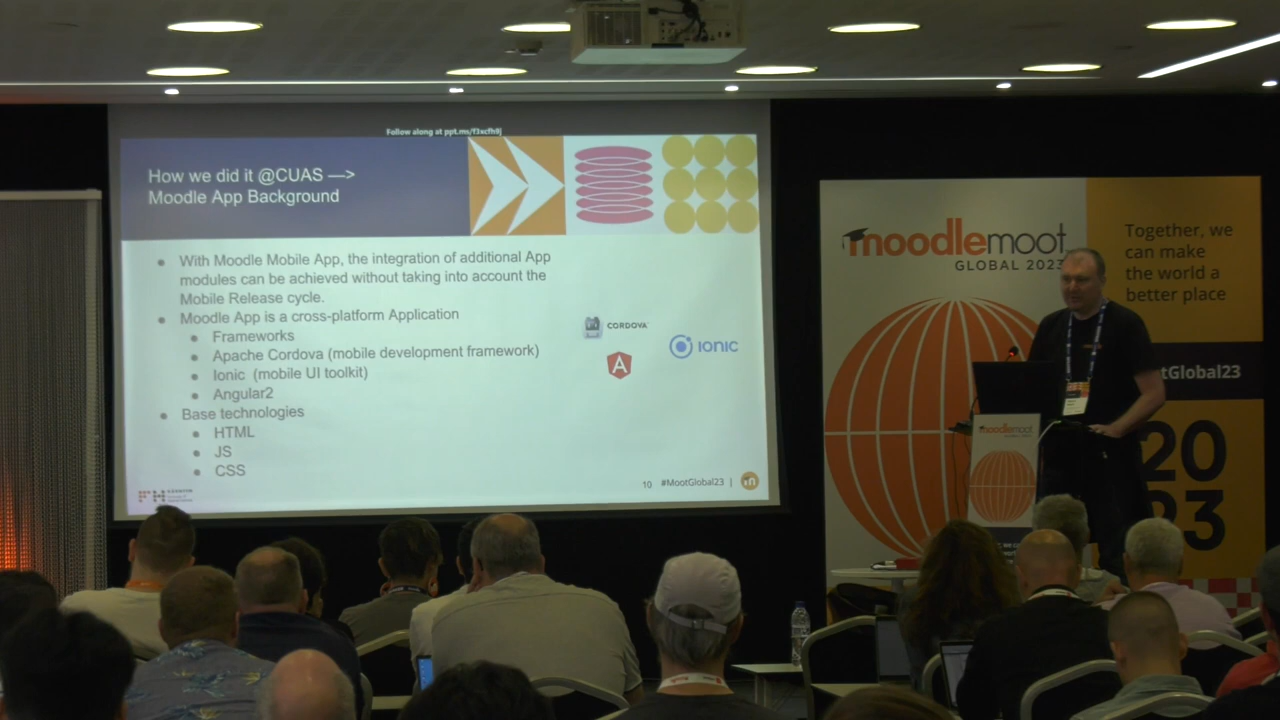 Follow along at ppt.ms/f3xcfh9j
How we did it @CUAS —>
Moodle App Background
With Moodle Mobile App, the integration of additional App
modules can be achieved without taking into account the
Mobile Release cycle.
Moodle App is a cross-platform Application
Frameworks
Apache Cordova (mobile development framework)
Ionic (mobile UI toolkit)
Angular2
Base technologies
HTML
JS
CSS
CORDOVA
IONIC
A
10 #MootGlobal23 |
moodlemoot
GLOBAL 2023
Together, we
can make
the world a
better place
tGlobal23
20
23
moodlemoot